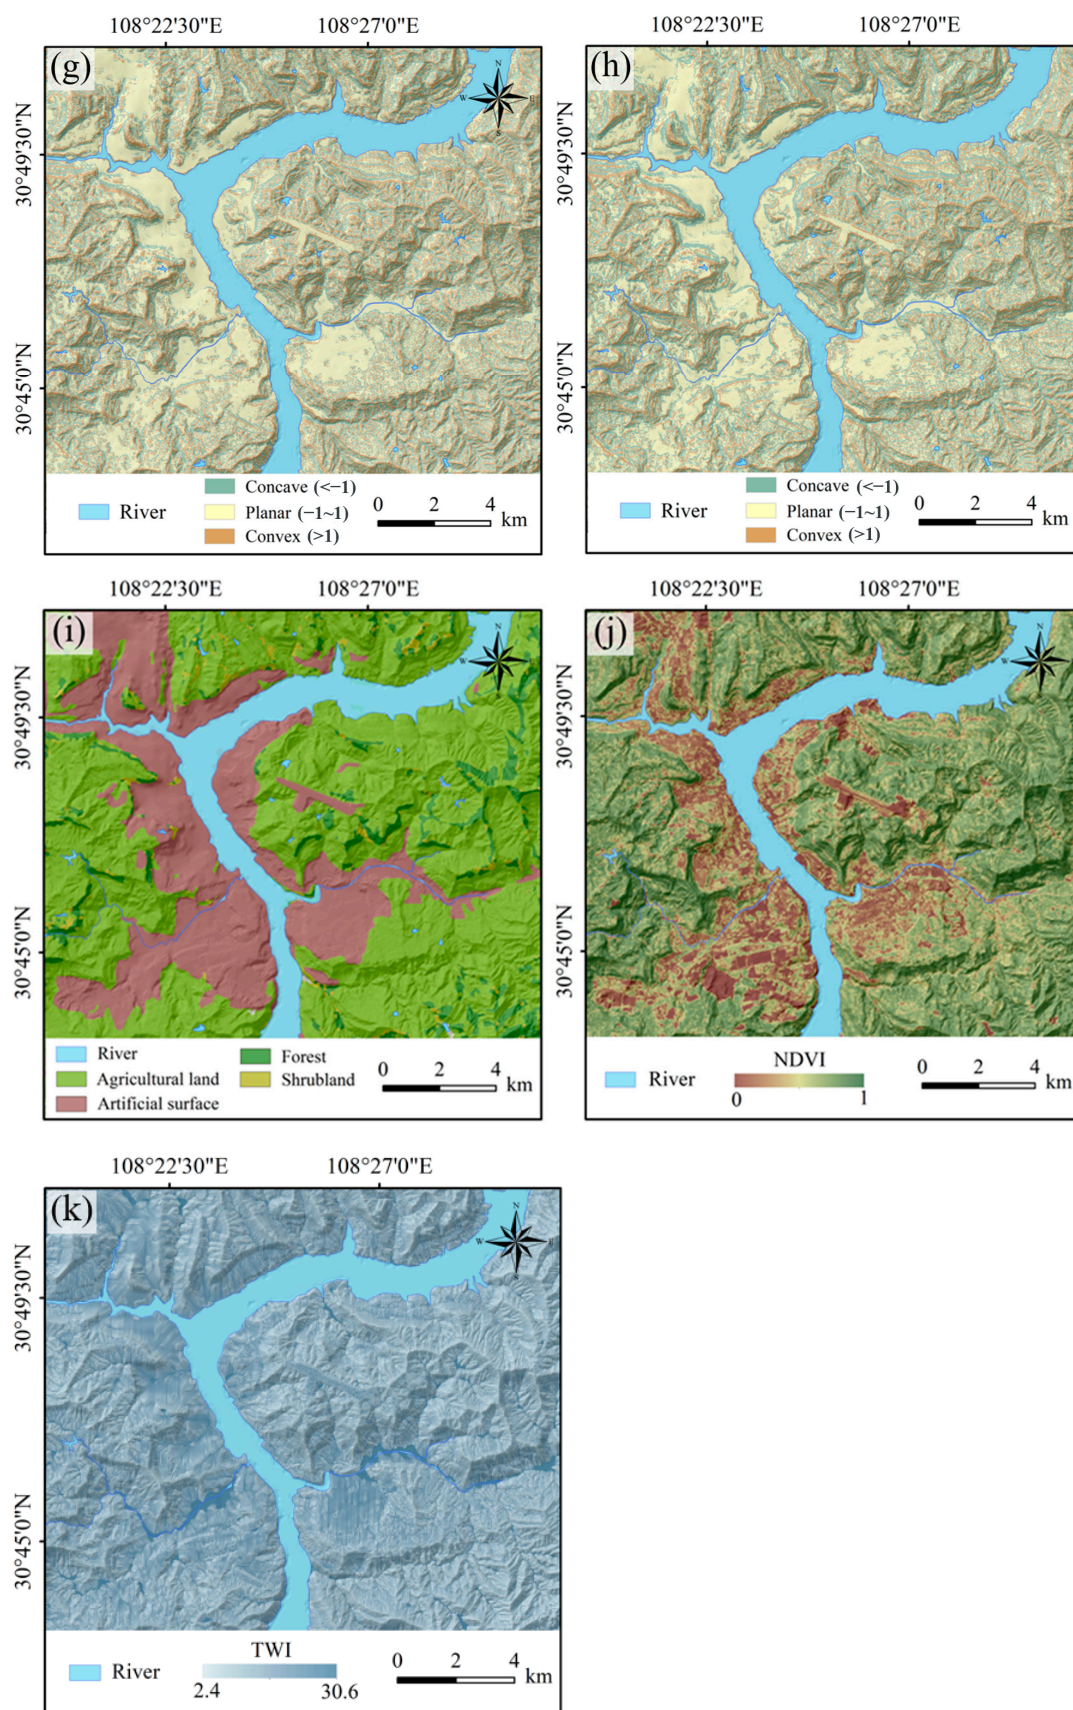 108°22'30"E 108°27'0"E
108°22'30"E 108°27'0"E
(g)
N
W E
S
30°49'30"N
30°45'0"N
River
Concave (<−1)
Planar (−1~1)
Convex (>1)
0 2 4
km
(h)
30°49'30"N
30°45'0"N
River
Concave (<−1)
Planar (−1~1)
Convex (>1)
0 2 4
km
108°22'30"E 108°27'0"E
108°22'30"E 108°27'0"E
(i)
N
W E
S
30°49'30"N
30°45'0"N
River
Agricultural land
Artificial surface
Forest
Shrubland
0 2 4
km
(j)
N
W
S
30°49'30"N
30°45'0"N
River
NDVI
0 1
0 2 4
km
108°22'30"E 108°27'0"E
(k)
N
W E
S
30°49'30"N
30°45'0"N
River
TWI
2.4 30.6
0 2 4
km